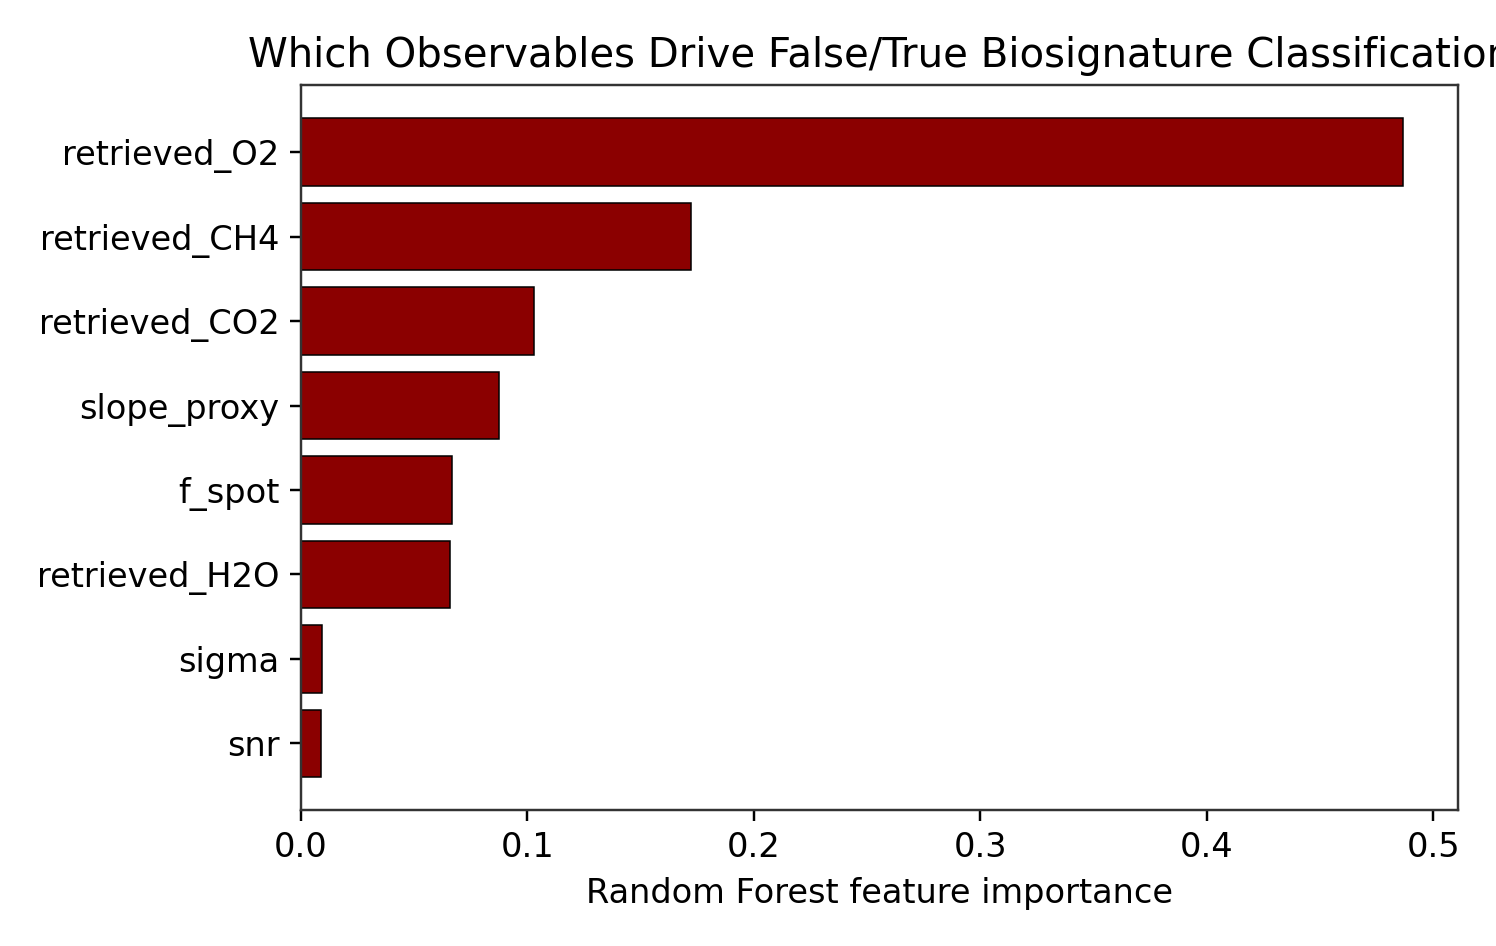 Which Observables Drive False/True Biosignature Classification
retrieved_O2
retrieved_CH4
retrieved_CO2
slope_proxy
f_spot
retrieved_H2O
sigma
snr
0.0 0.1 0.2 0.3 0.4 0.5
Random Forest feature importance